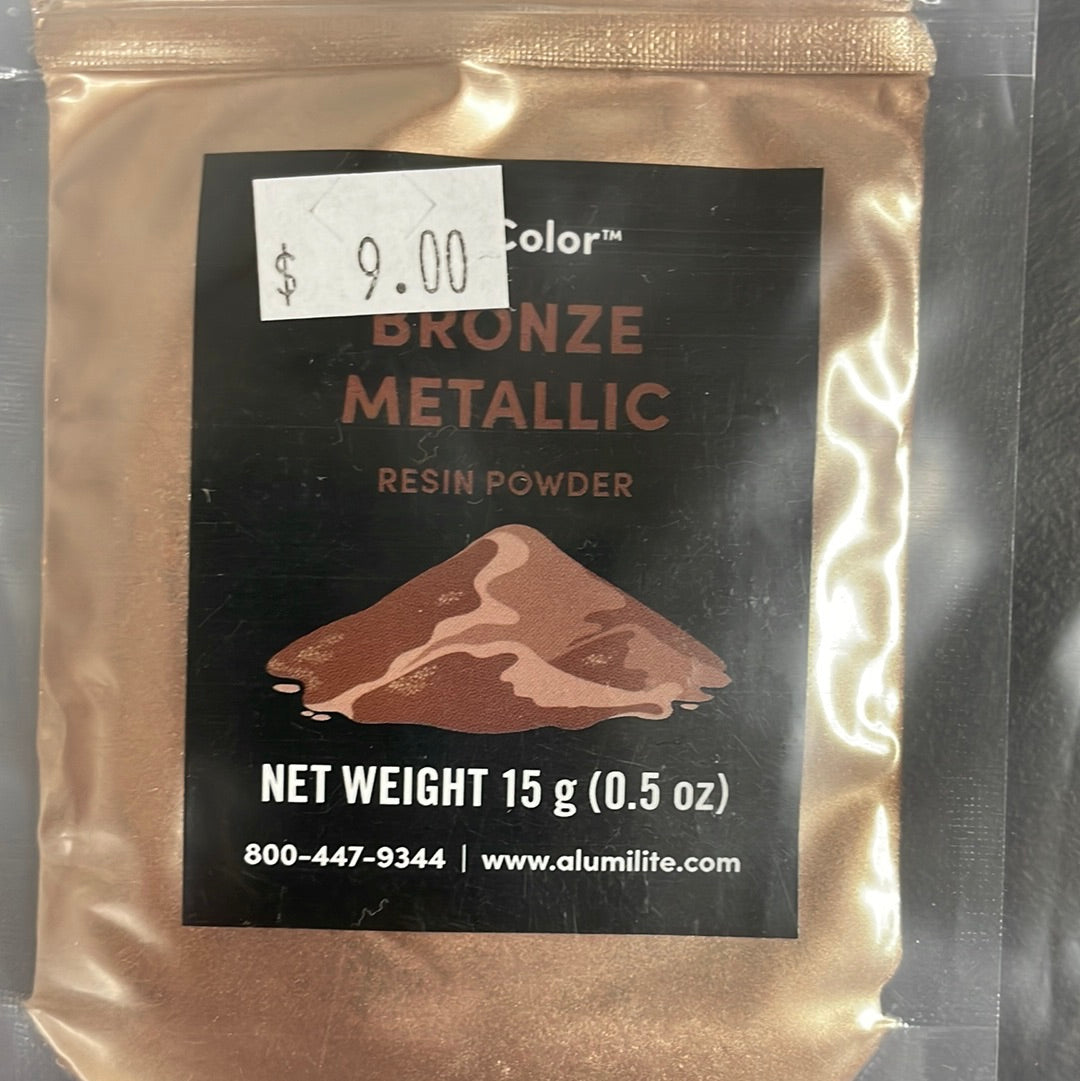 $ 9.00
Color™
BRONZE
METALLIC
RESIN POWDER
NET WEIGHT 15 g (0.5 oz)
800-447-9344 | www.alumilite.com